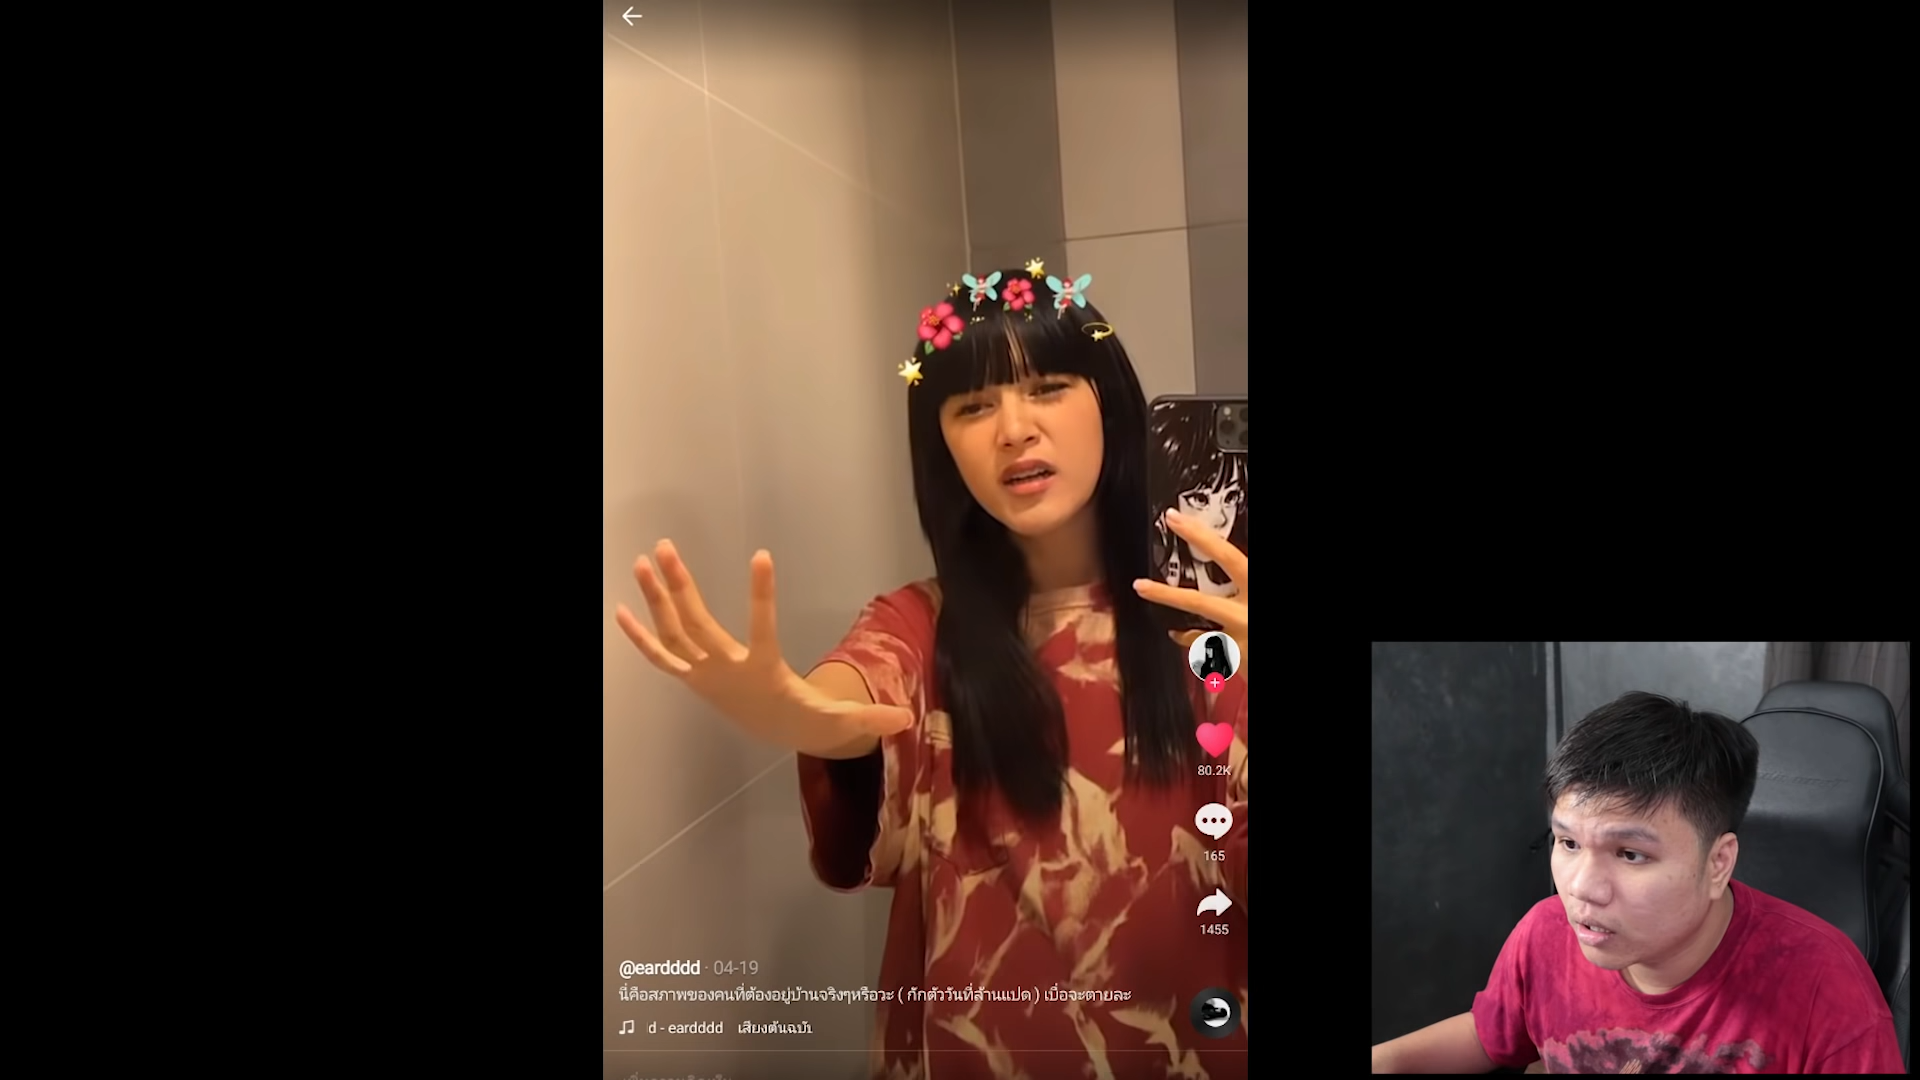 80.2K
165
1455
@eardddd · 04-19
นี่คือสภาพของคนที่ต้องอยู่บ้านจริงๆหรือวะ ( กักตัววันที่ล้านแปด ) เบื่อจะตายละ
d - eardddd เสียงต้นฉบับ